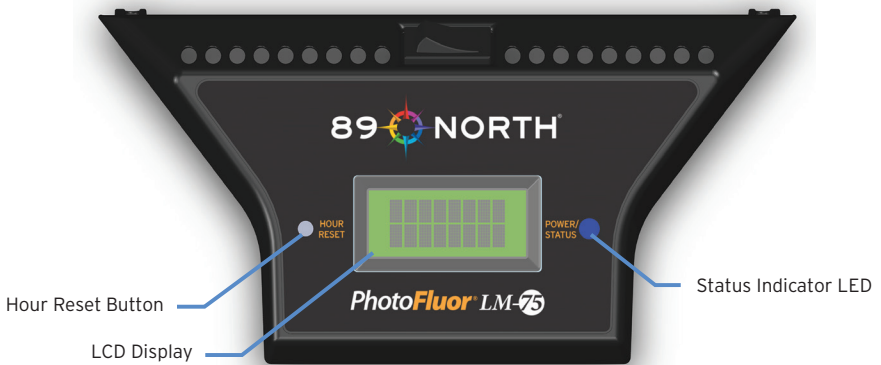 89 NORTH®
HOUR
RESET
POWER/
STATUS
PhotoFluor® LM-75
Hour Reset Button
LCD Display
Status Indicator LED